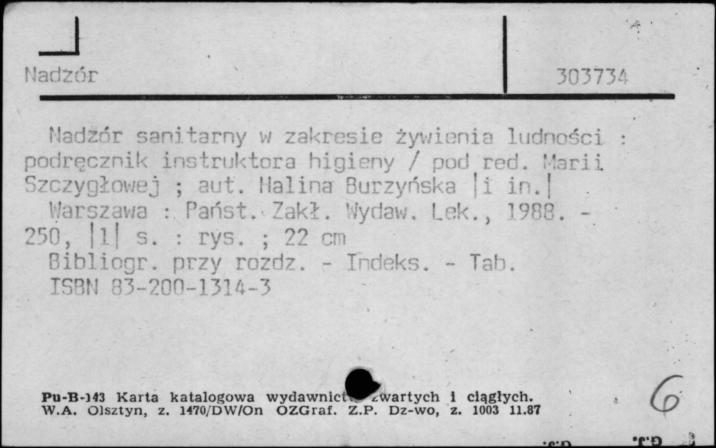 Nadzór 303734
Nadzór sanitarny w zakresie żywienia ludności :
podręcznik instruktora higieny / pod red. Marii
Szczygłowej ; aut. Halina Burzyńska |i in.|
Warszawa : Państ. Zakł. Wydaw. Lek., 1988. -
250, |1| s. : rys. ; 22 cm
Bibliogr. przy rozdz. - Indeks. - Tab.
ISBN 83-200-1314-3
Pu-B-143 Karta katalogowa wydawnict zwartych i ciągłych.
W.A. Olsztyn, z. 1470/DW/On OZGraf. Z.P. Dz-wo, z. 1003 11.87
6